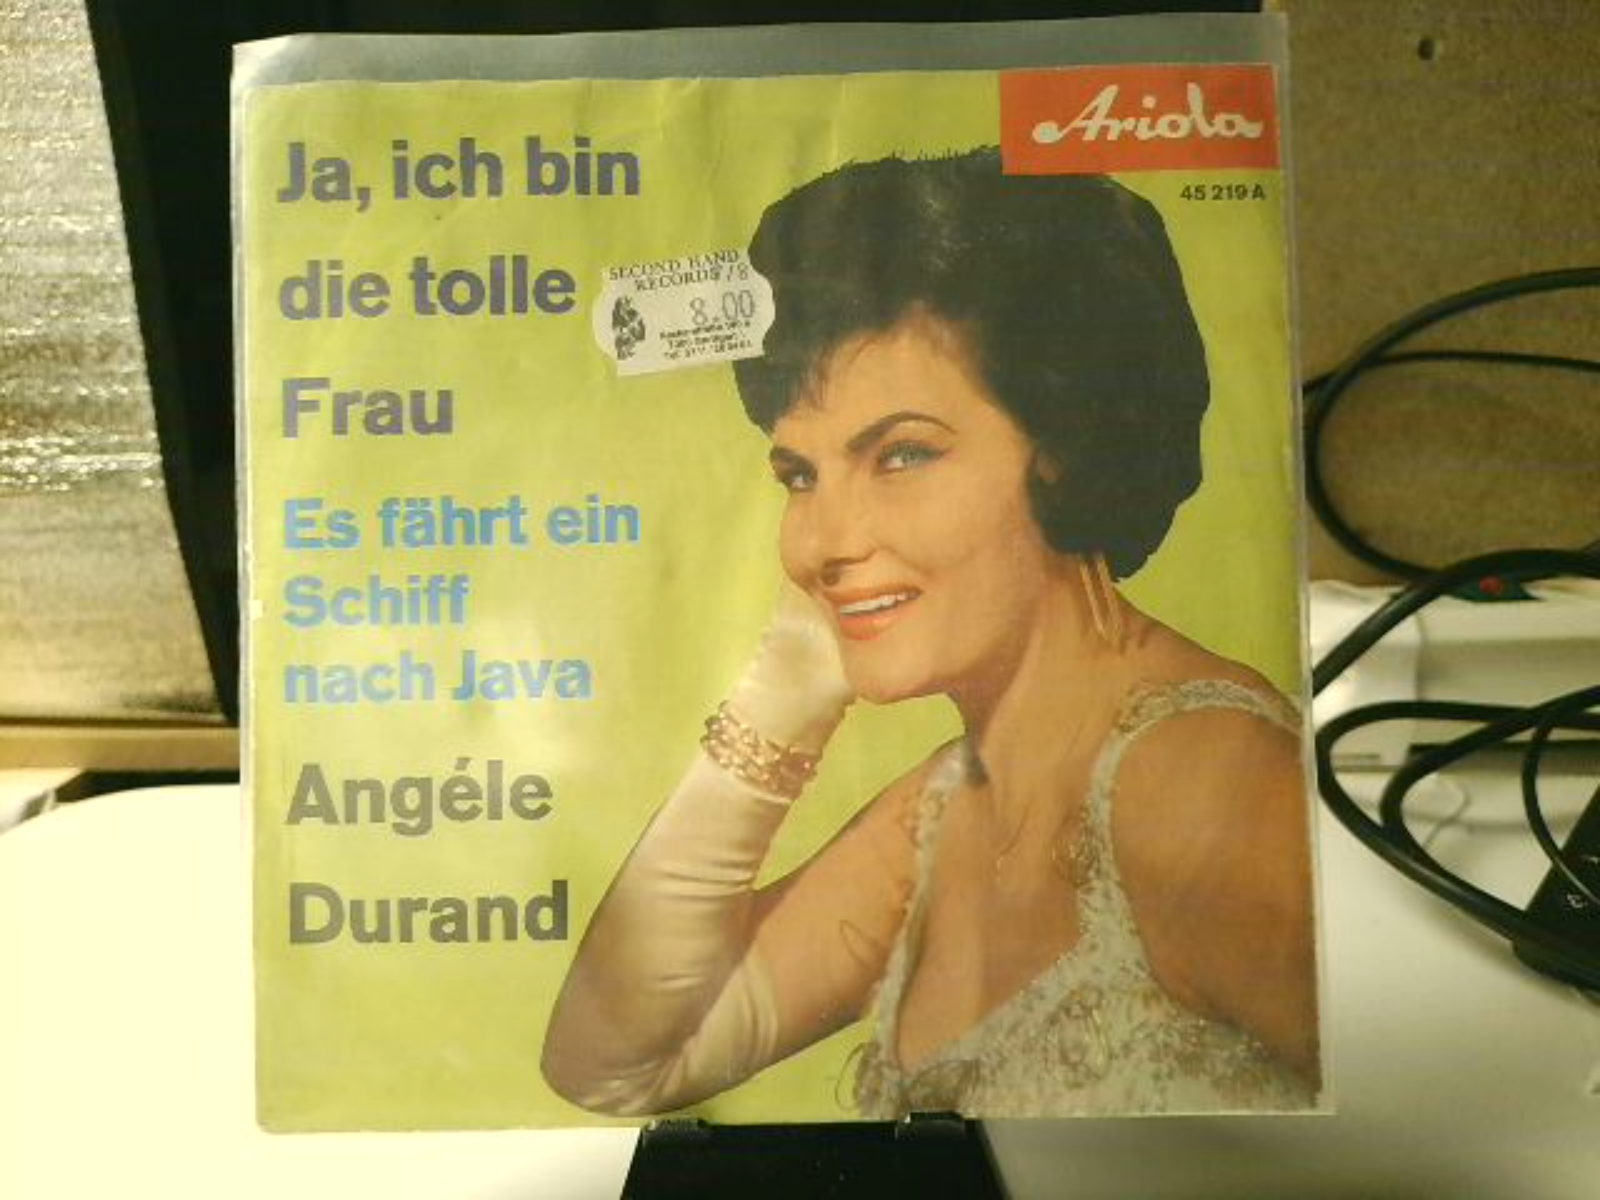 Ariola
45 219 A
Ja, ich bin
die tolle
Frau
SECOND HAND
RECORDS
8.00
Es fährt ein
Schiff
nach Java
Angéle
Durand